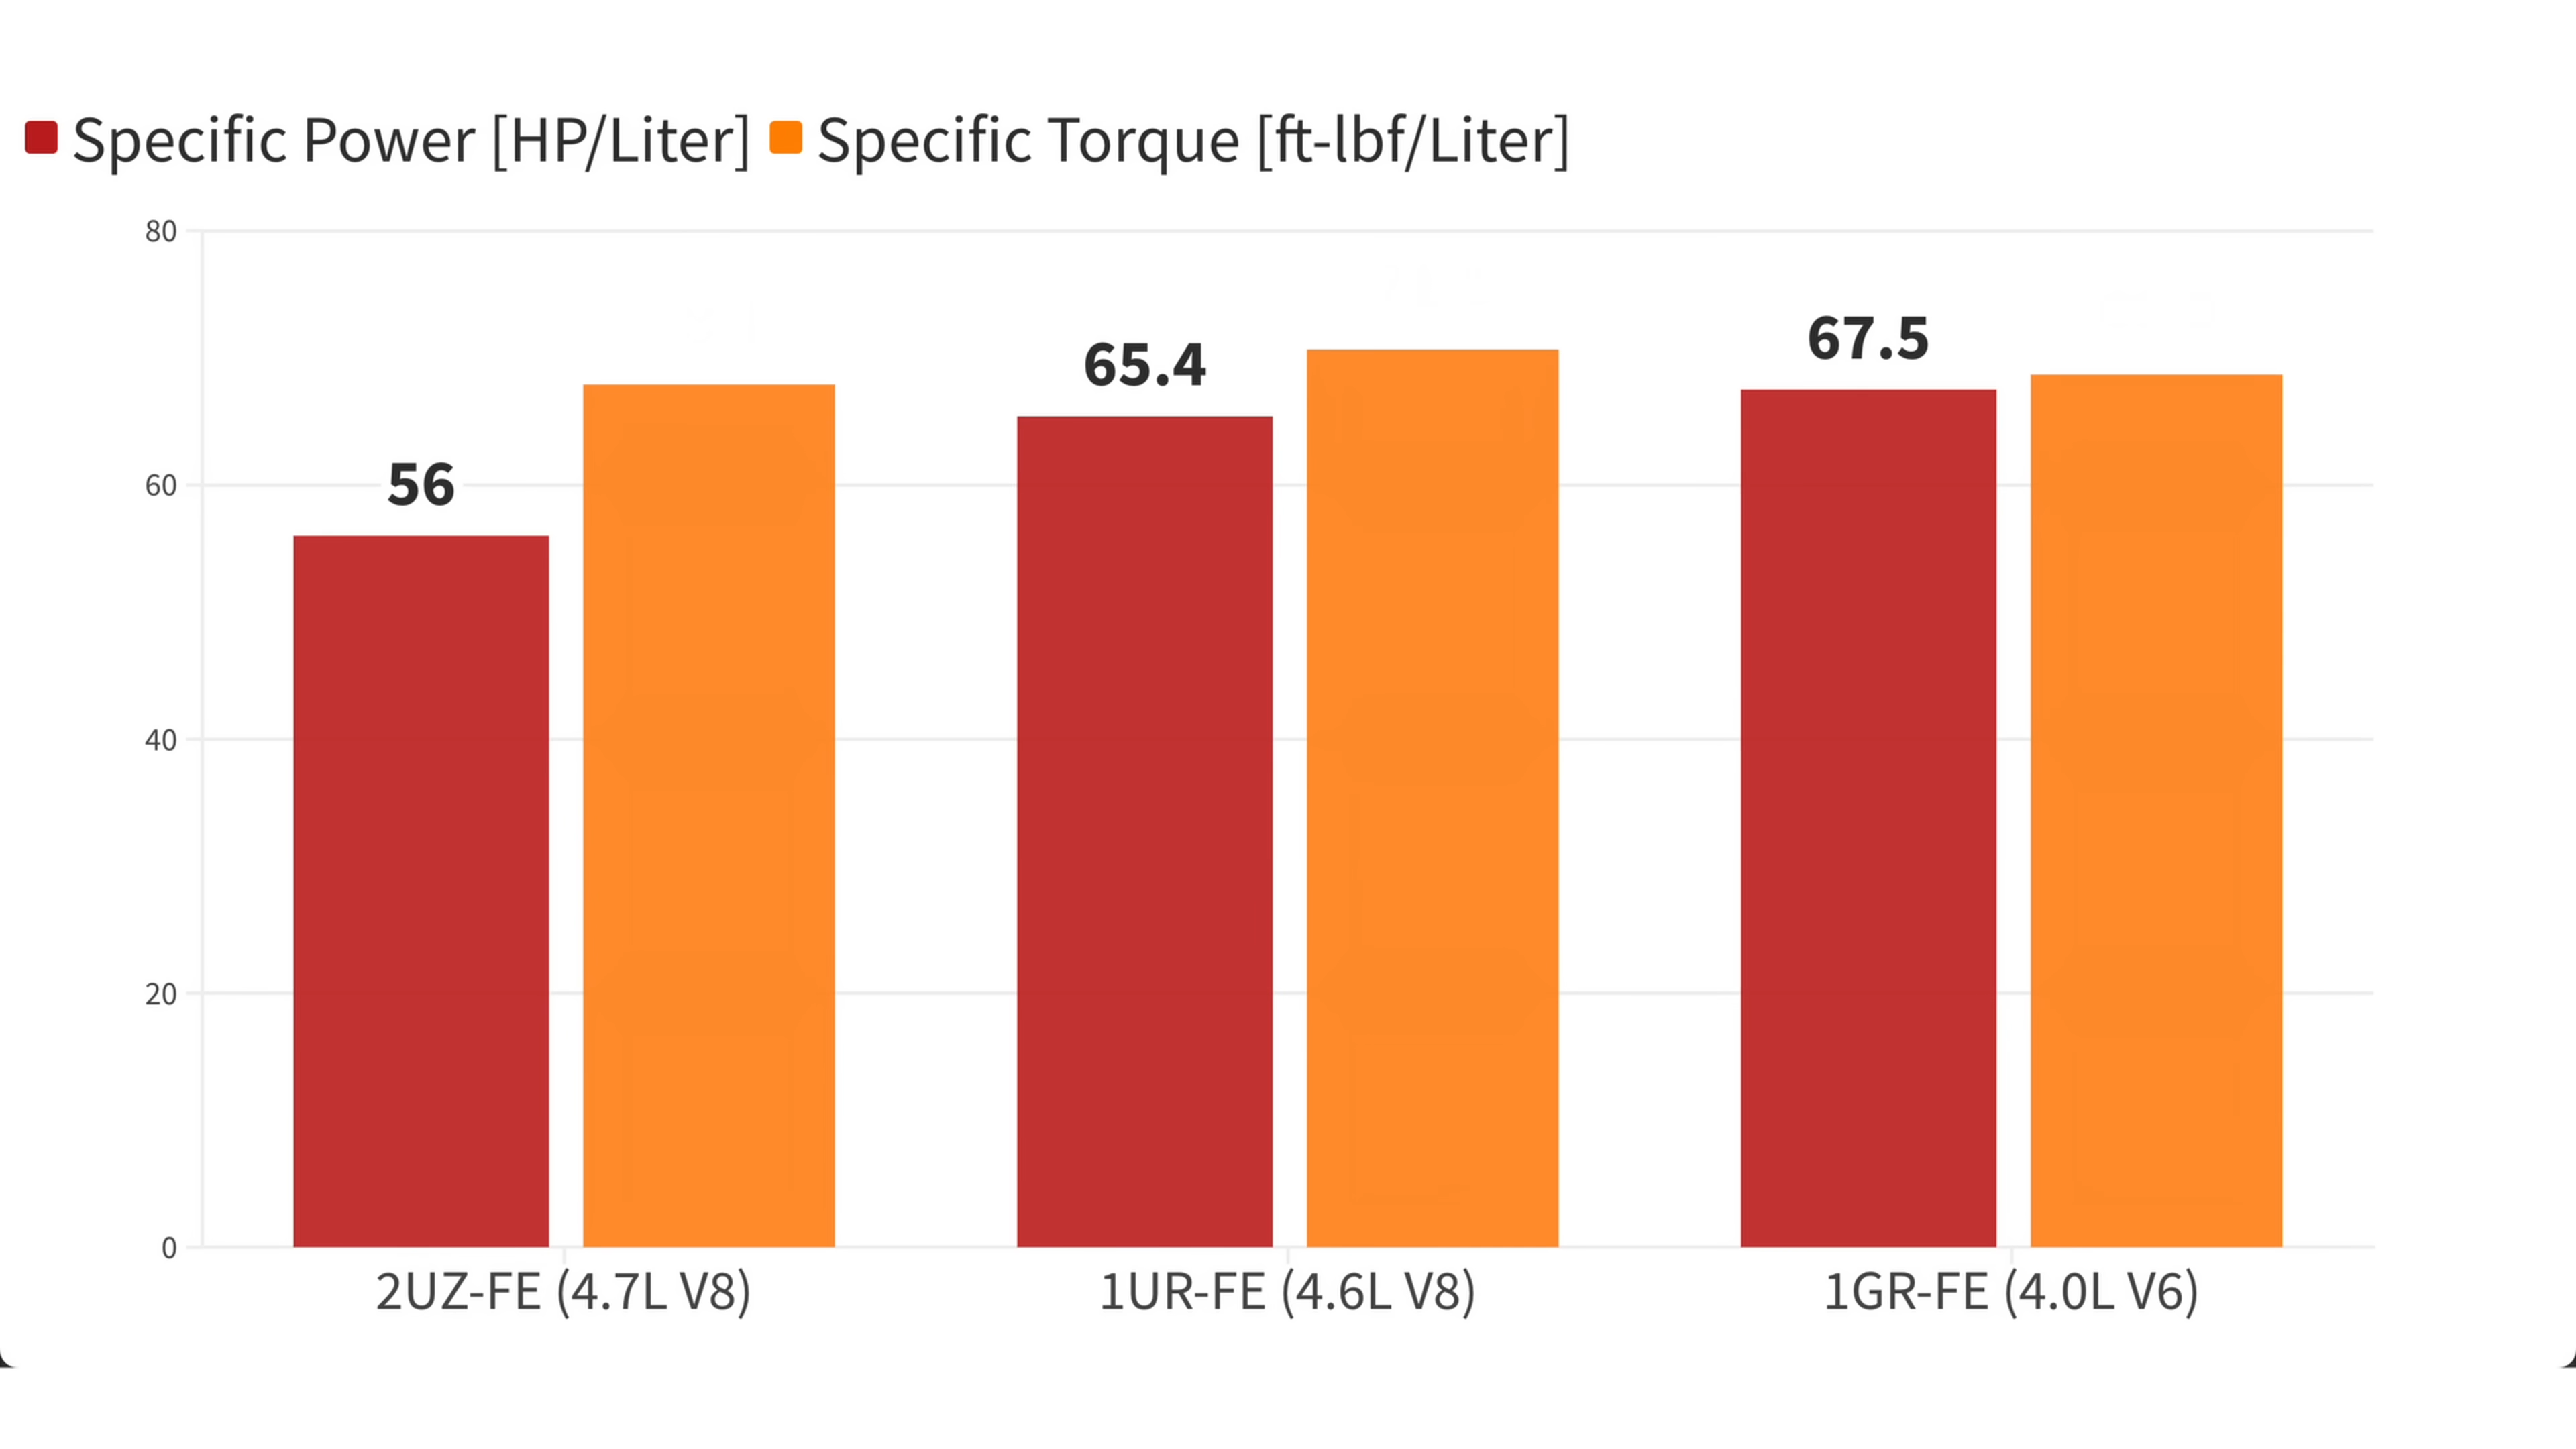 Specific Power [HP/Liter] Specific Torque [ft-lbf/Liter]
80
60
40
20
0
56
65.4
67.5
2UZ-FE (4.7L V8)
1UR-FE (4.6L V8)
1GR-FE (4.0L V6)